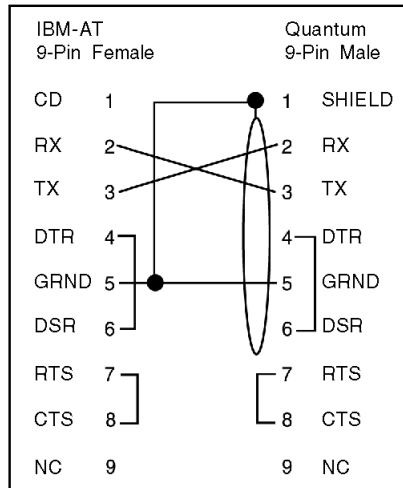 IBM-AT Quantum
9-Pin Female 9-Pin Male
CD 1 1 SHIELD
RX 2 2 RX
TX 3 3 TX
DTR 4 4 DTR
GRND 5 5 GRND
DSR 6 6 DSR
RTS 7 7 RTS
CTS 8 8 CTS
NC 9 9 NC